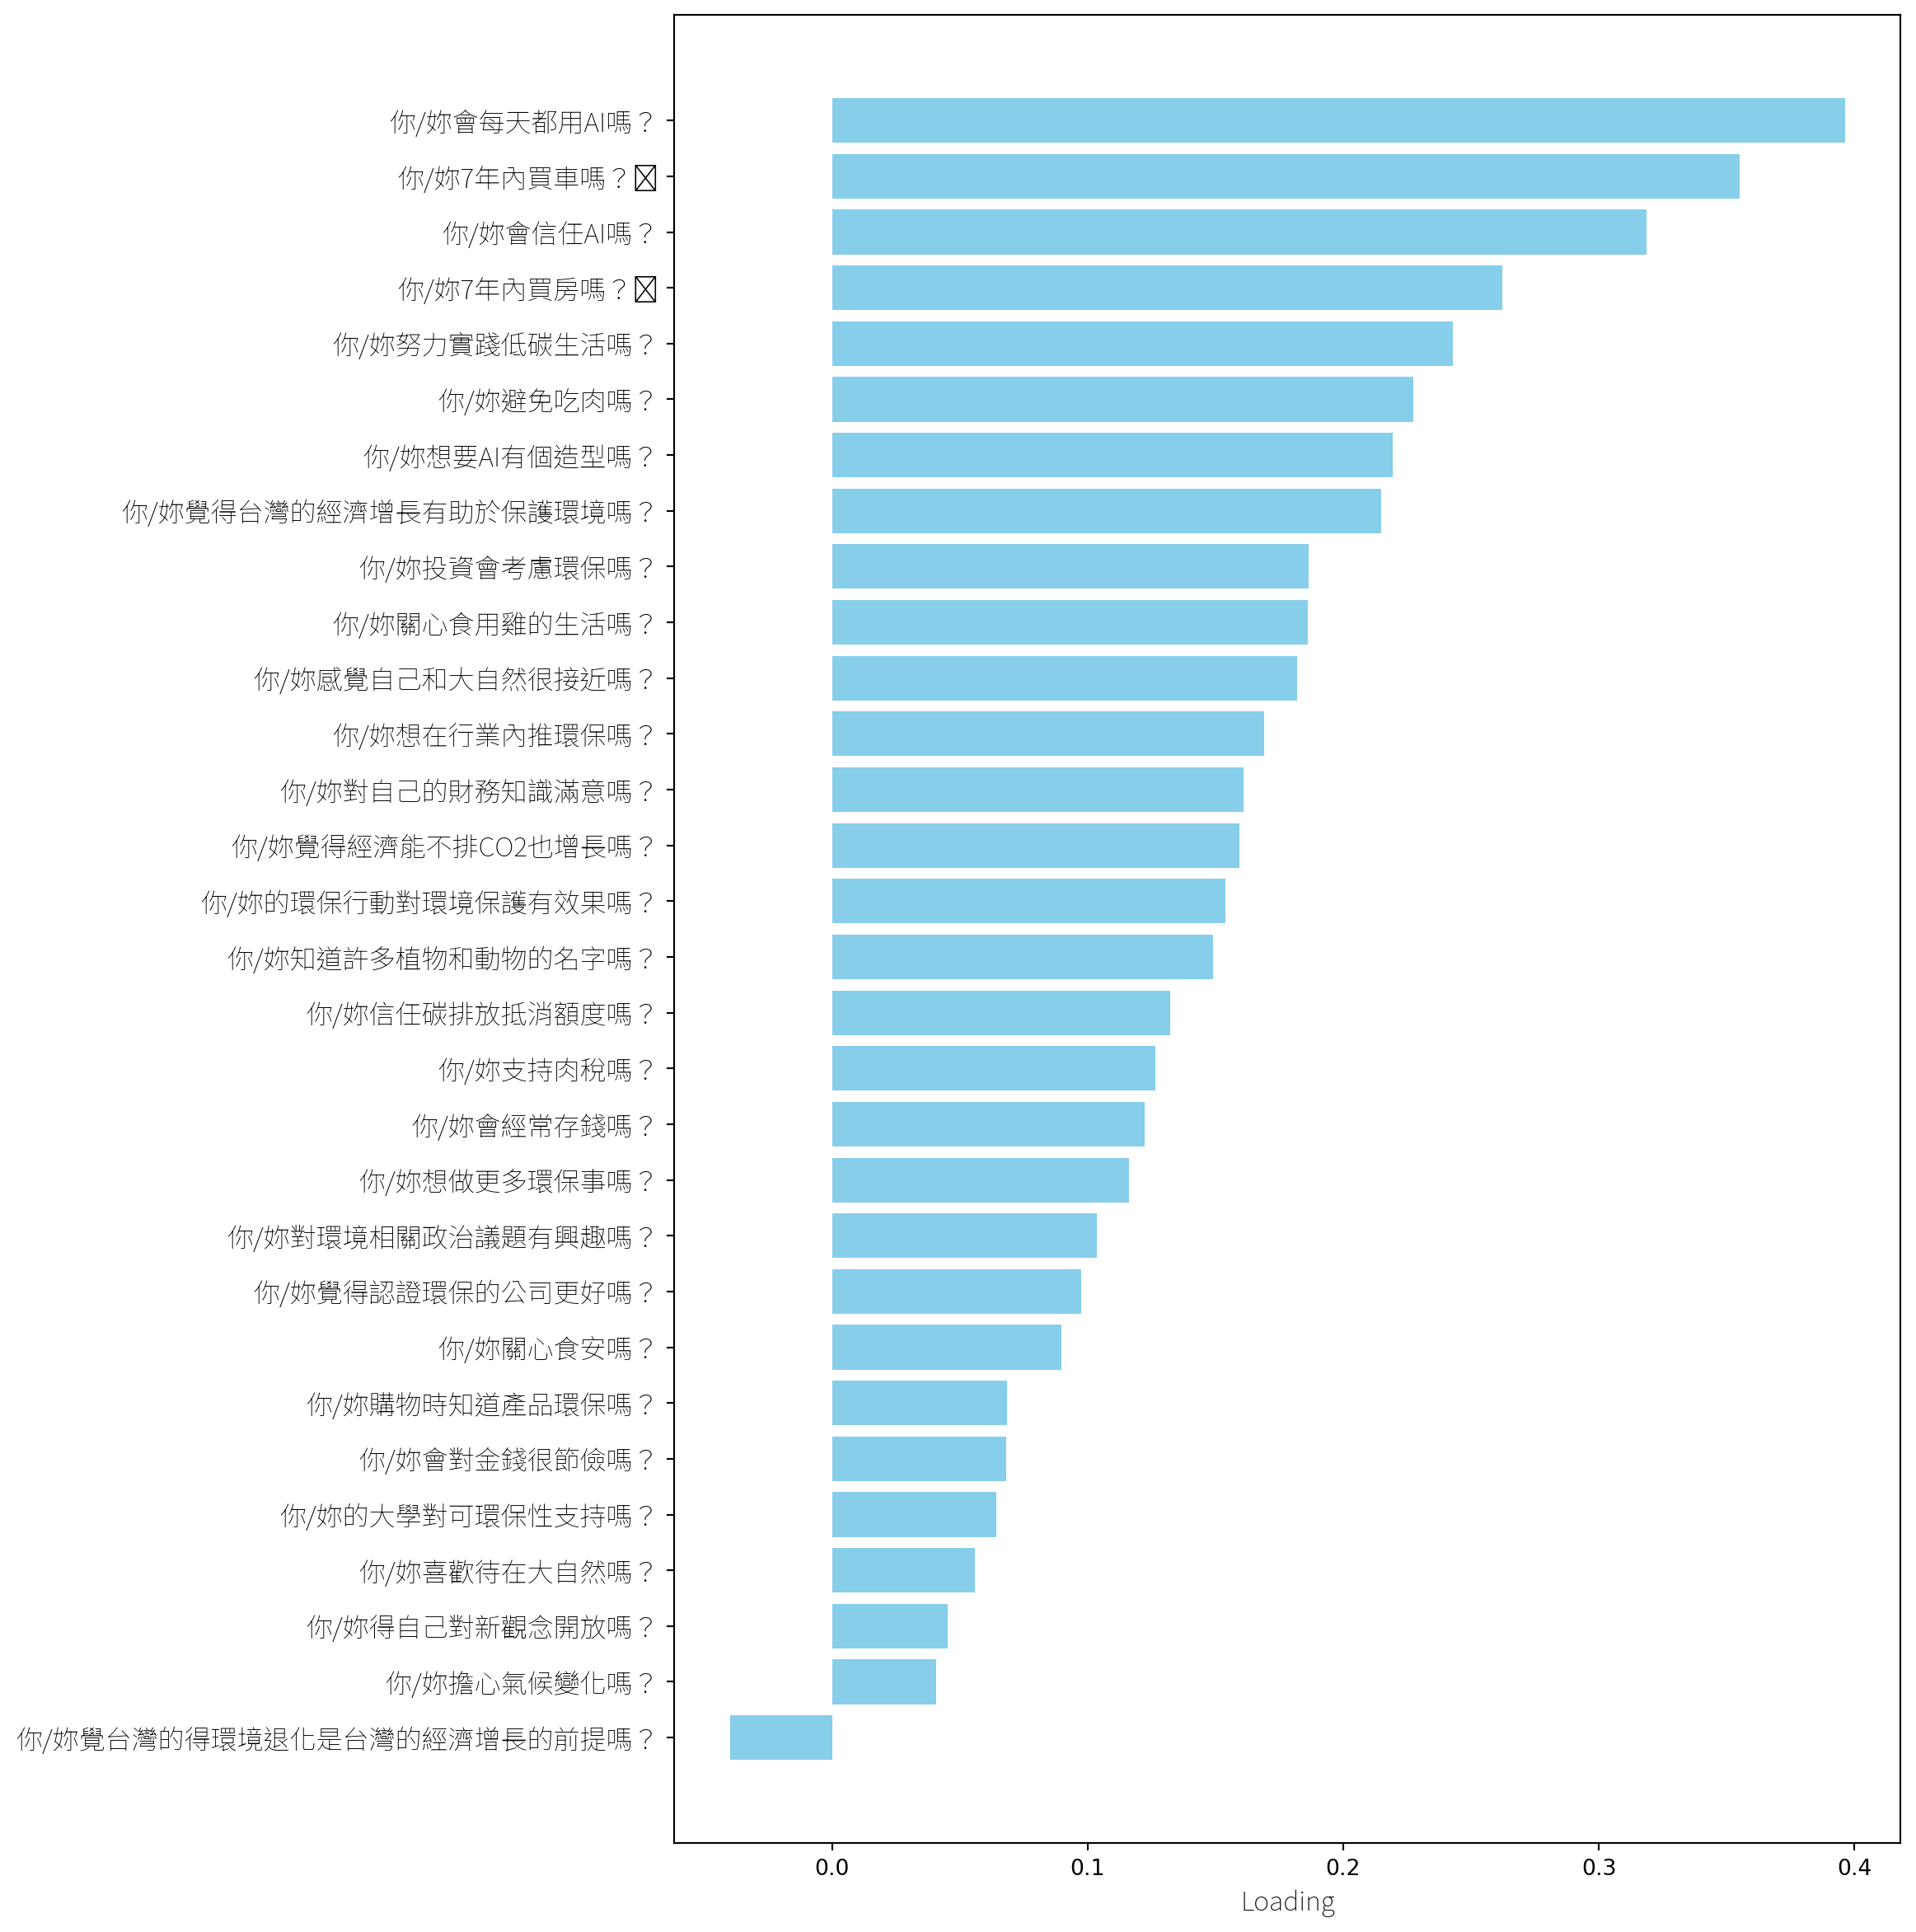 你/妳會每天都用AI嗎？
你/妳7年內買車嗎？
你/妳會信任AI嗎？
你/妳7年內買房嗎？
你/妳努力實踐低碳生活嗎？
你/妳避免吃肉嗎？
你/妳想要AI有個造型嗎？
你/妳覺得台灣的經濟增長有助於保護環境嗎？
你/妳投資會考慮環保嗎？
你/妳關心食用雞的生活嗎？
你/妳感覺自己和大自然很接近嗎？
你/妳想在行業內推環保嗎？
你/妳對自己的財務知識滿意嗎？
你/妳覺得經濟能不排CO2也增長嗎？
你/妳的環保行動對環境保護有效果嗎？
你/妳知道許多植物和動物的名字嗎？
你/妳信任碳排放抵消額度嗎？
你/妳支持肉稅嗎？
你/妳會經常存錢嗎？
你/妳想做更多環保事嗎？
你/妳對環境相關政治議題有興趣嗎？
你/妳覺得認證環保的公司更好嗎？
你/妳關心食安嗎？
你/妳購物時知道產品環保嗎？
你/妳會對金錢很節儉嗎？
你/妳的大學對可環保性支持嗎？
你/妳喜歡待在大自然嗎？
你/妳得自己對新觀念開放嗎？
你/妳擔心氣候變化嗎？
你/妳覺台灣的得環境退化是台灣的經濟增長的前提嗎？
0.0 0.1 0.2 0.3 0.4
Loading